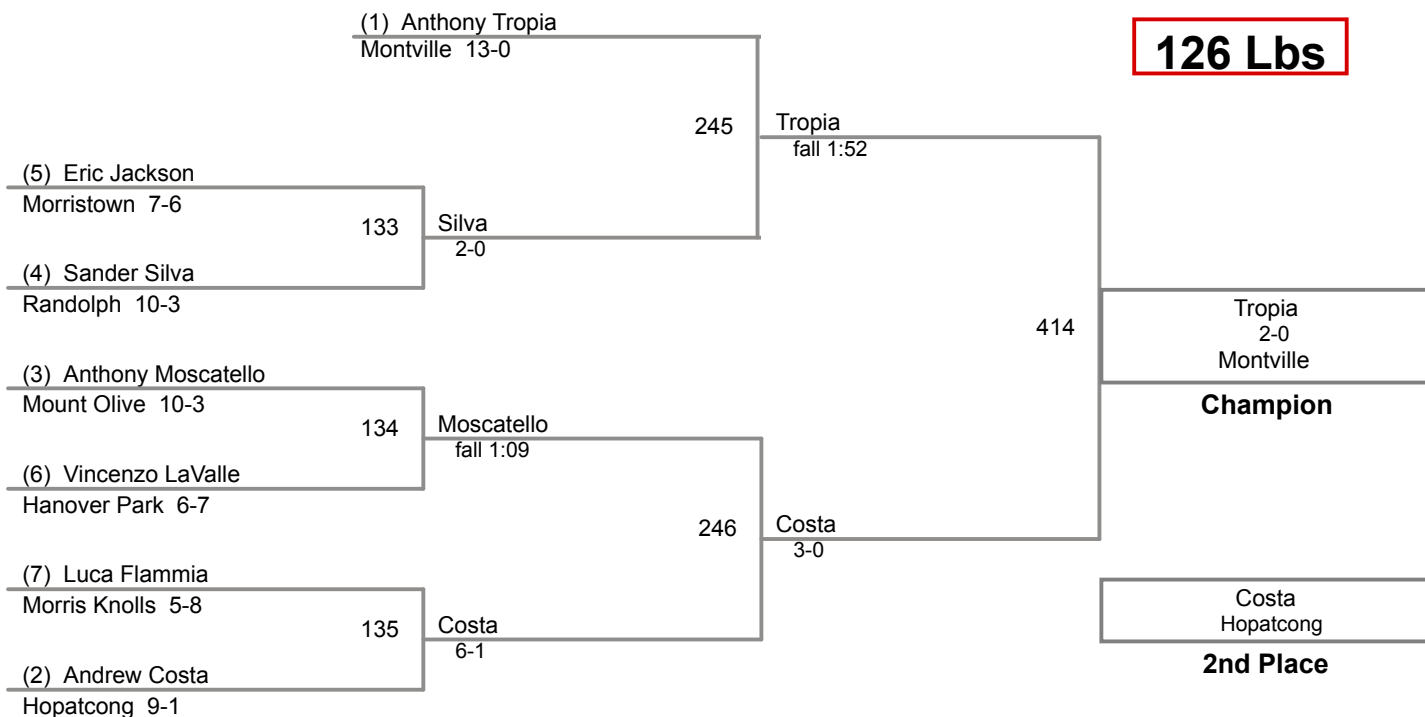 (1) Anthony Tropia
Montville 13-0
126 Lbs
245
Tropia
fall 1:52
(5) Eric Jackson
Morristown 7-6
133
Silva
2-0
(4) Sander Silva
Randolph 10-3
414
Tropia
2-0
Montville
Champion
(3) Anthony Moscatello
Mount Olive 10-3
134
Moscatello
fall 1:09
(6) Vincenzo LaValle
Hanover Park 6-7
246
Costa
3-0
(7) Luca Flammia
Morris Knolls 5-8
135
Costa
6-1
(2) Andrew Costa
Hopatcong 9-1
Costa
Hopatcong
2nd Place